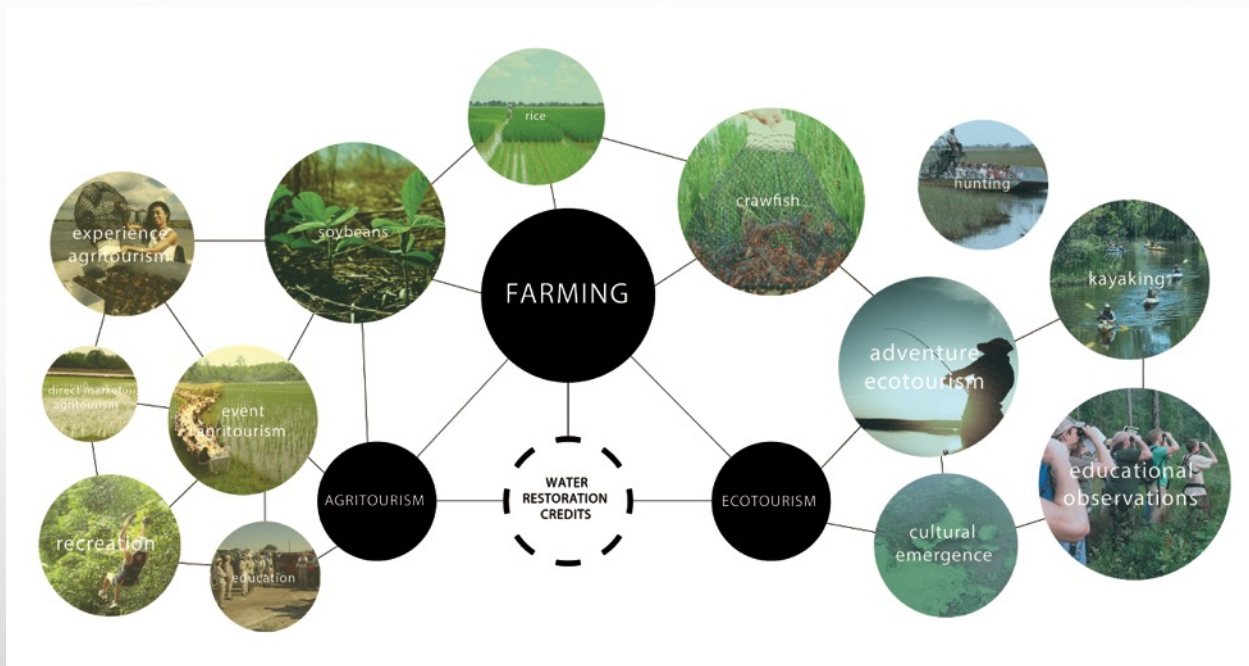 rice
hunting
crawfish
soybeans
experience
agritourism
kayaking
FARMING
adventure
ecotourism
direct market
agritourism
event
agritourism
educational
observations
WATER
RESTORATION
CREDITS
AGRITOURISM
ECOTOURISM
cultural
emergence
recreation
education